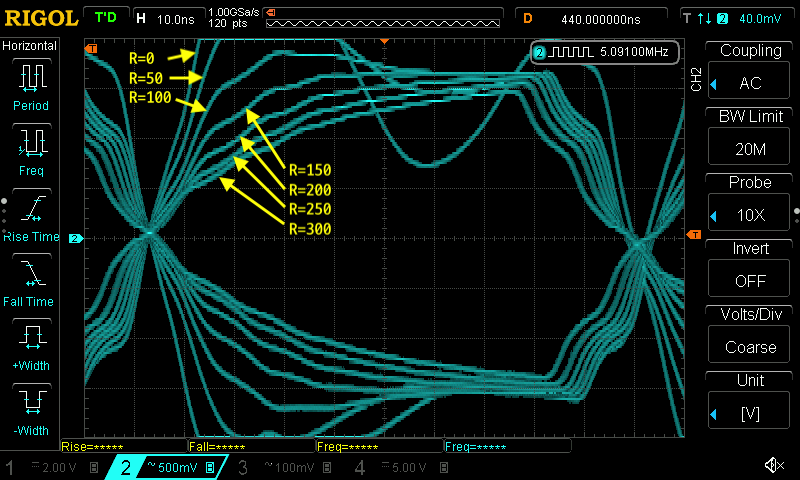 RIGOL T'D H 10.0ns 1.00GSa/s 120 pts D 440.000000ns T 2 40.0mV
Horizontal
Period
Freq
Rise Time
Fall Time
+Width
-Width
T
2 5.09100MHz
R=0
R=50
R=100
R=150
R=200
R=250
R=300
2
T
CH2
Coupling
AC
BW Limit
20M
Probe
10X
Invert
OFF
Volts/Div
Coarse
Unit
[V]
Rise=***** Fall=***** Freq=***** Freq=*****
1 2.00 V 2 ~500mV 3 ~100mV 4 5.00 V